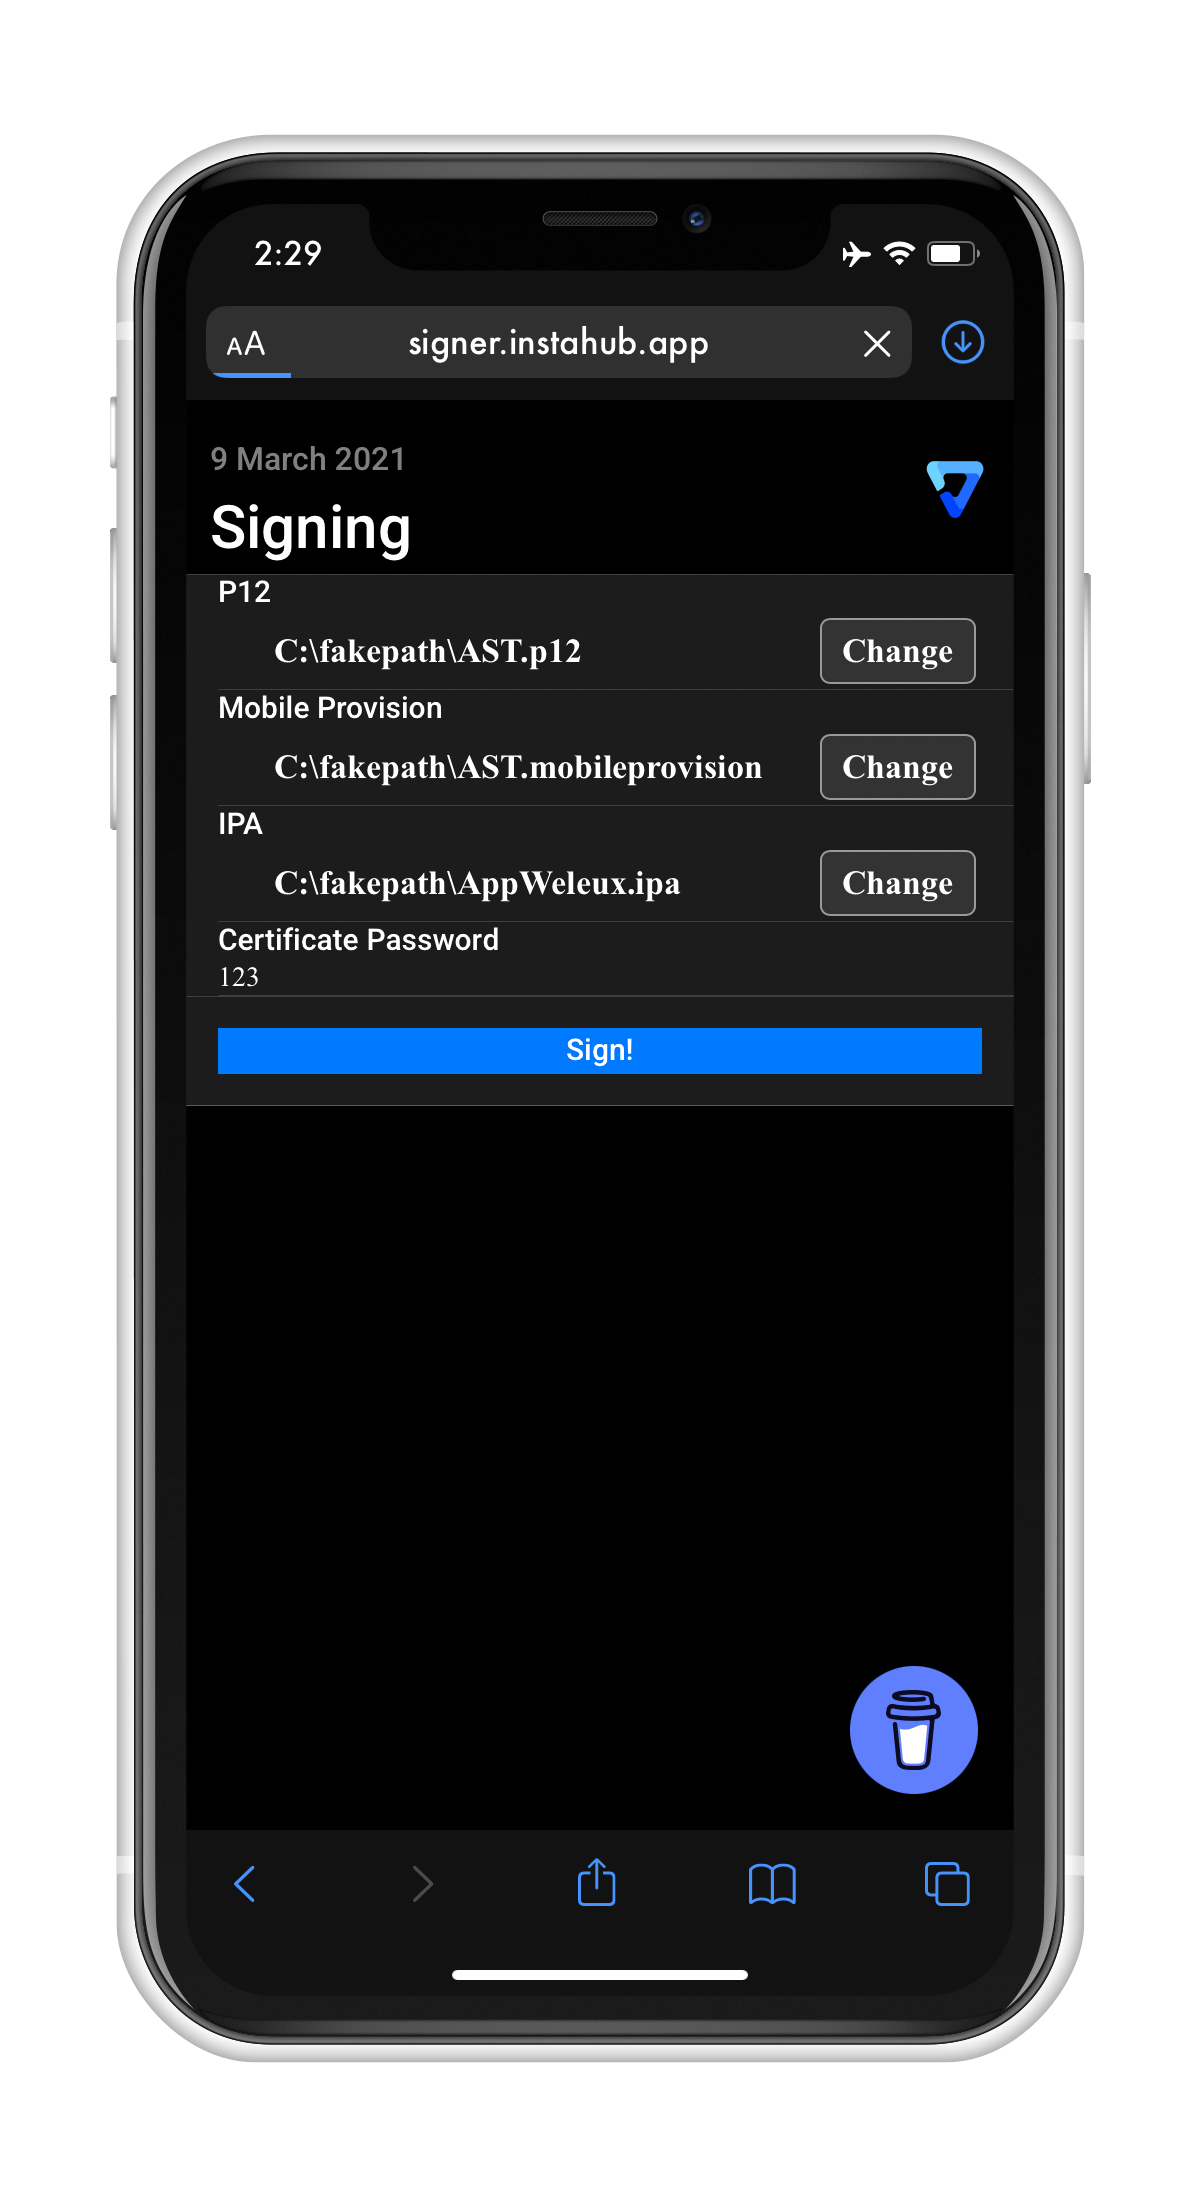 2:29
AA signer.instahub.app
9 March 2021
Signing
P12
C:\fakepath\AST.p12 Change
Mobile Provision
C:\fakepath\AST.mobileprovision Change
IPA
C:\fakepath\AppWeleux.ipa Change
Certificate Password
123
Sign!